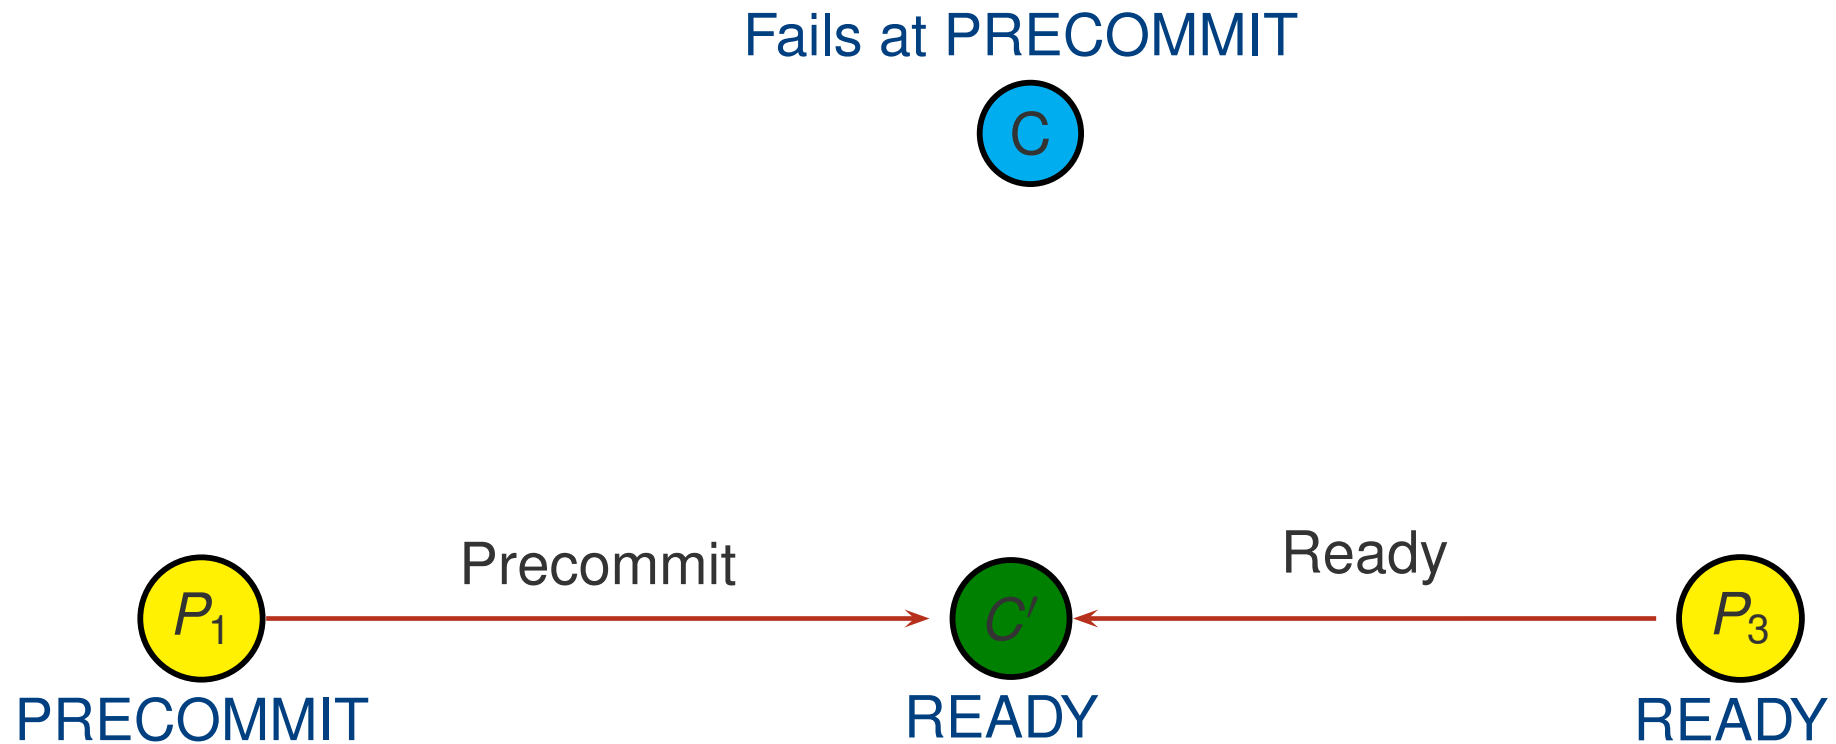 Fails at PRECOMMIT
C
Precommit
Ready
P1
C′
P3
PRECOMMIT
READY
READY